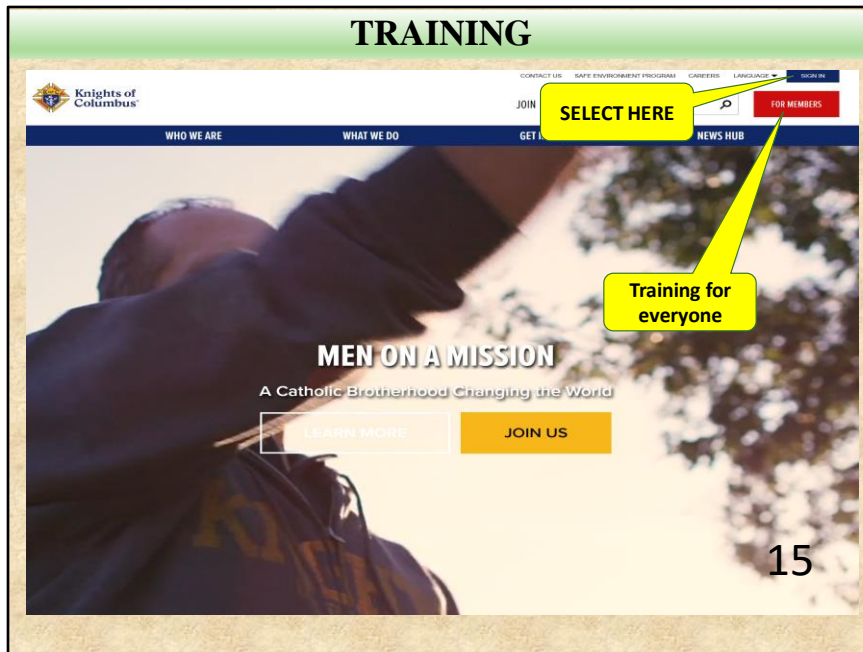 TRAINING
CONTACT US SAFE ENVIRONMENT PROGRAM CAREERS LANGUAGE SIGN IN
Knights of
Columbus
JOIN
SELECT HERE
FOR MEMBERS
WHO WE ARE WHAT WE DO GET NEWS HUB
Training for
everyone
MEN ON A MISSION
A Catholic Brotherhood Changing the World
LEARN MORE JOIN US
15